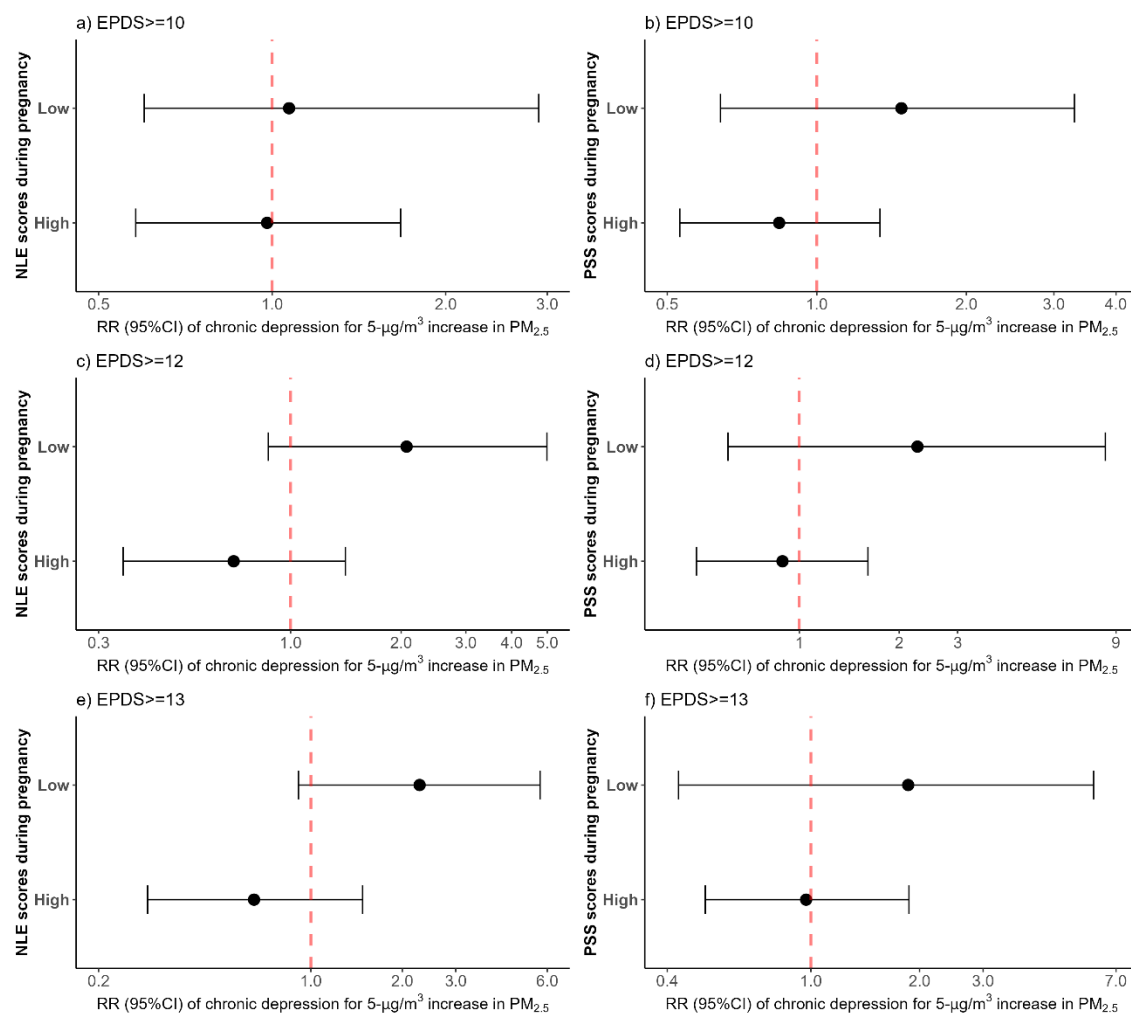 a) EPDS>=10
NLE scores during pregnancy
Low
High
0.5 1.0 2.0 3.0
RR (95%CI) of chronic depression for 5-μg/m³ increase in PM₂.₅
b) EPDS>=10
PSS scores during pregnancy
Low
High
0.5 1.0 2.0 3.0 4.0
RR (95%CI) of chronic depression for 5-μg/m³ increase in PM₂.₅
c) EPDS>=12
NLE scores during pregnancy
Low
High
0.3 1.0 2.0 3.0 4.0 5.0
RR (95%CI) of chronic depression for 5-μg/m³ increase in PM₂.₅
d) EPDS>=12
PSS scores during pregnancy
Low
High
1 2 3 9
RR (95%CI) of chronic depression for 5-μg/m³ increase in PM₂.₅
e) EPDS>=13
NLE scores during pregnancy
Low
High
0.2 1.0 2.0 3.0 6.0
RR (95%CI) of chronic depression for 5-μg/m³ increase in PM₂.₅
f) EPDS>=13
PSS scores during pregnancy
Low
High
0.4 1.0 2.0 3.0 7.0
RR (95%CI) of chronic depression for 5-μg/m³ increase in PM₂.₅